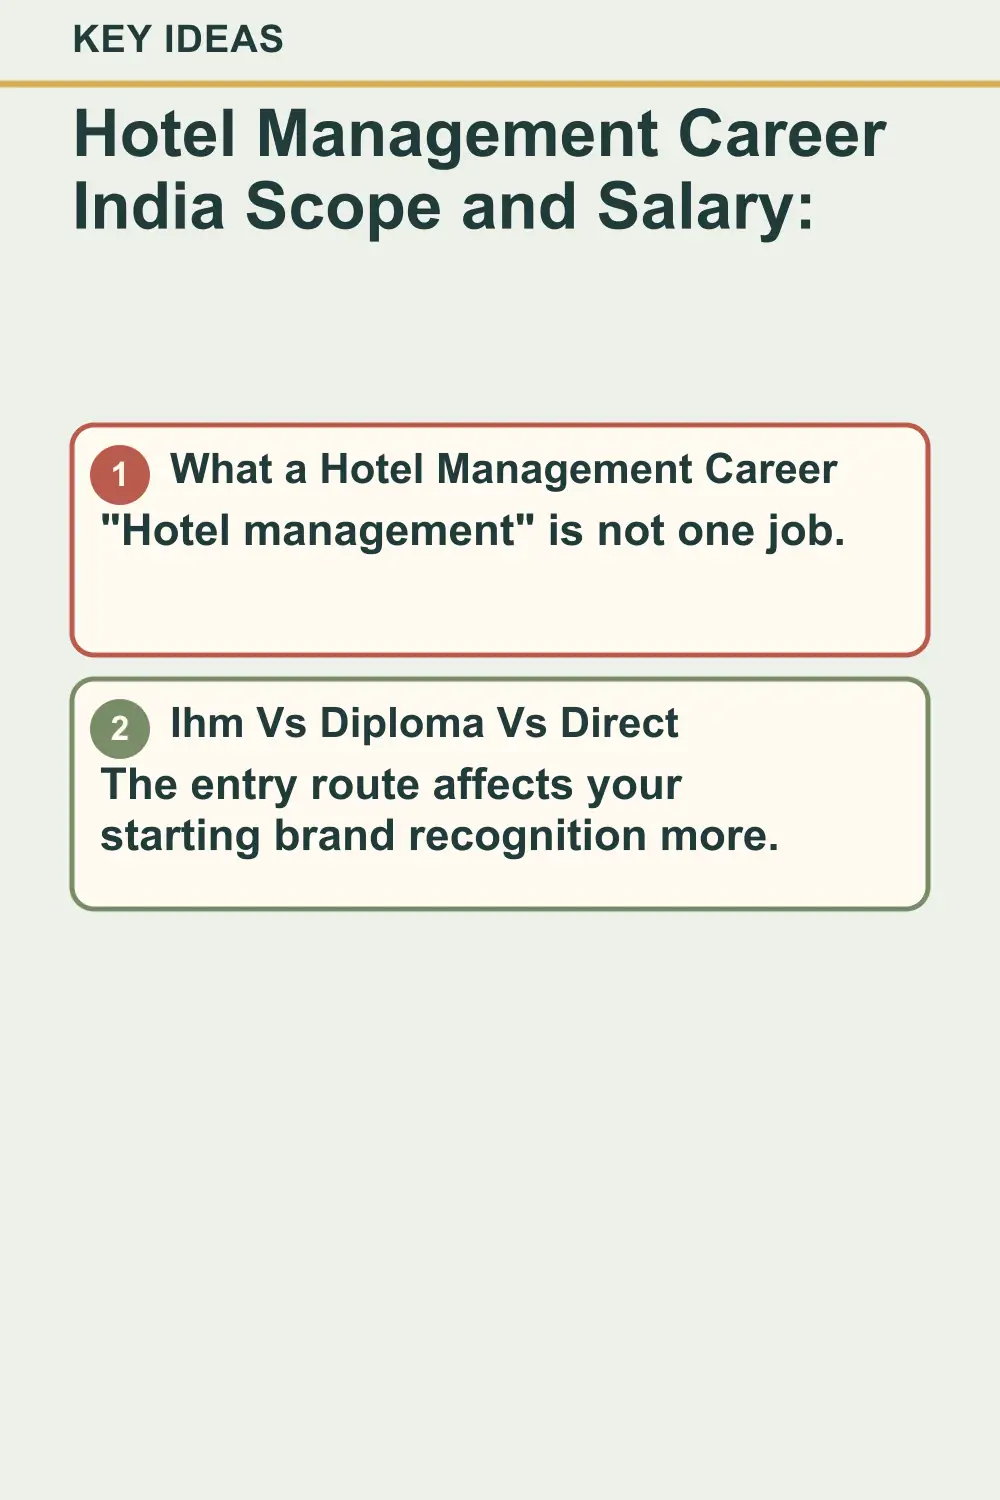 KEY IDEAS
Hotel Management Career
India Scope and Salary:
1 What a Hotel Management Career
"Hotel management" is not one job.
2 Ihm Vs Diploma Vs Direct
The entry route affects your
starting brand recognition more.